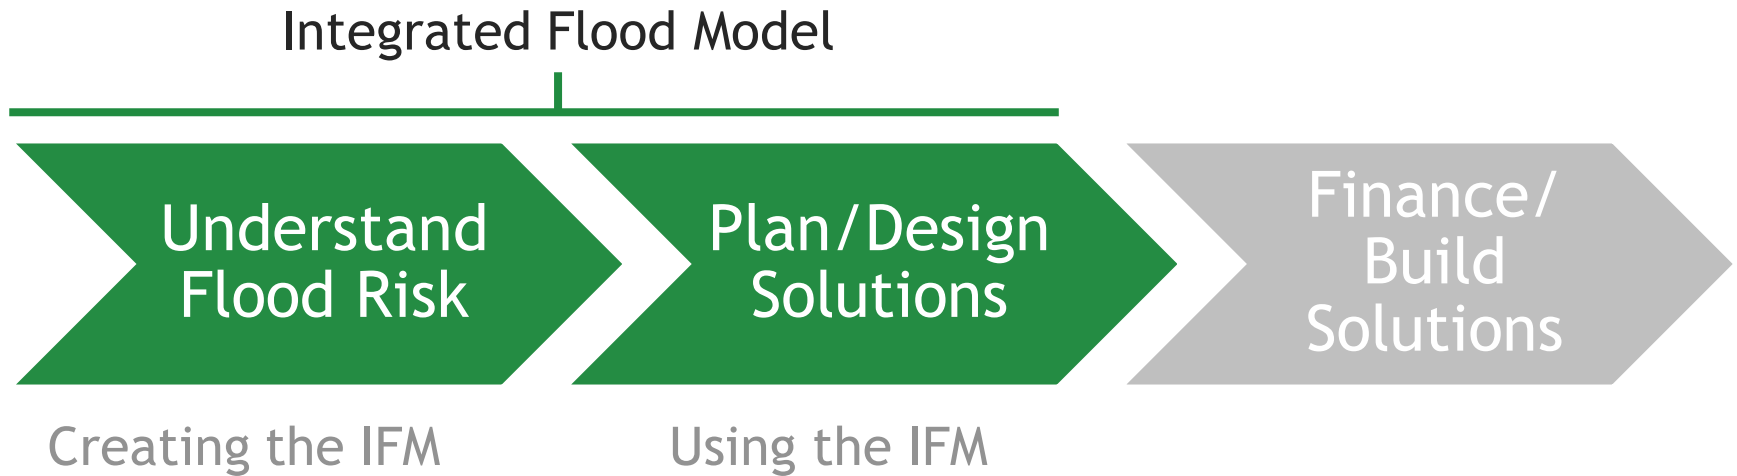 Integrated Flood Model
Understand
Flood Risk
Plan/Design
Solutions
Finance/
Build
Solutions
Creating the IFM
Using the IFM